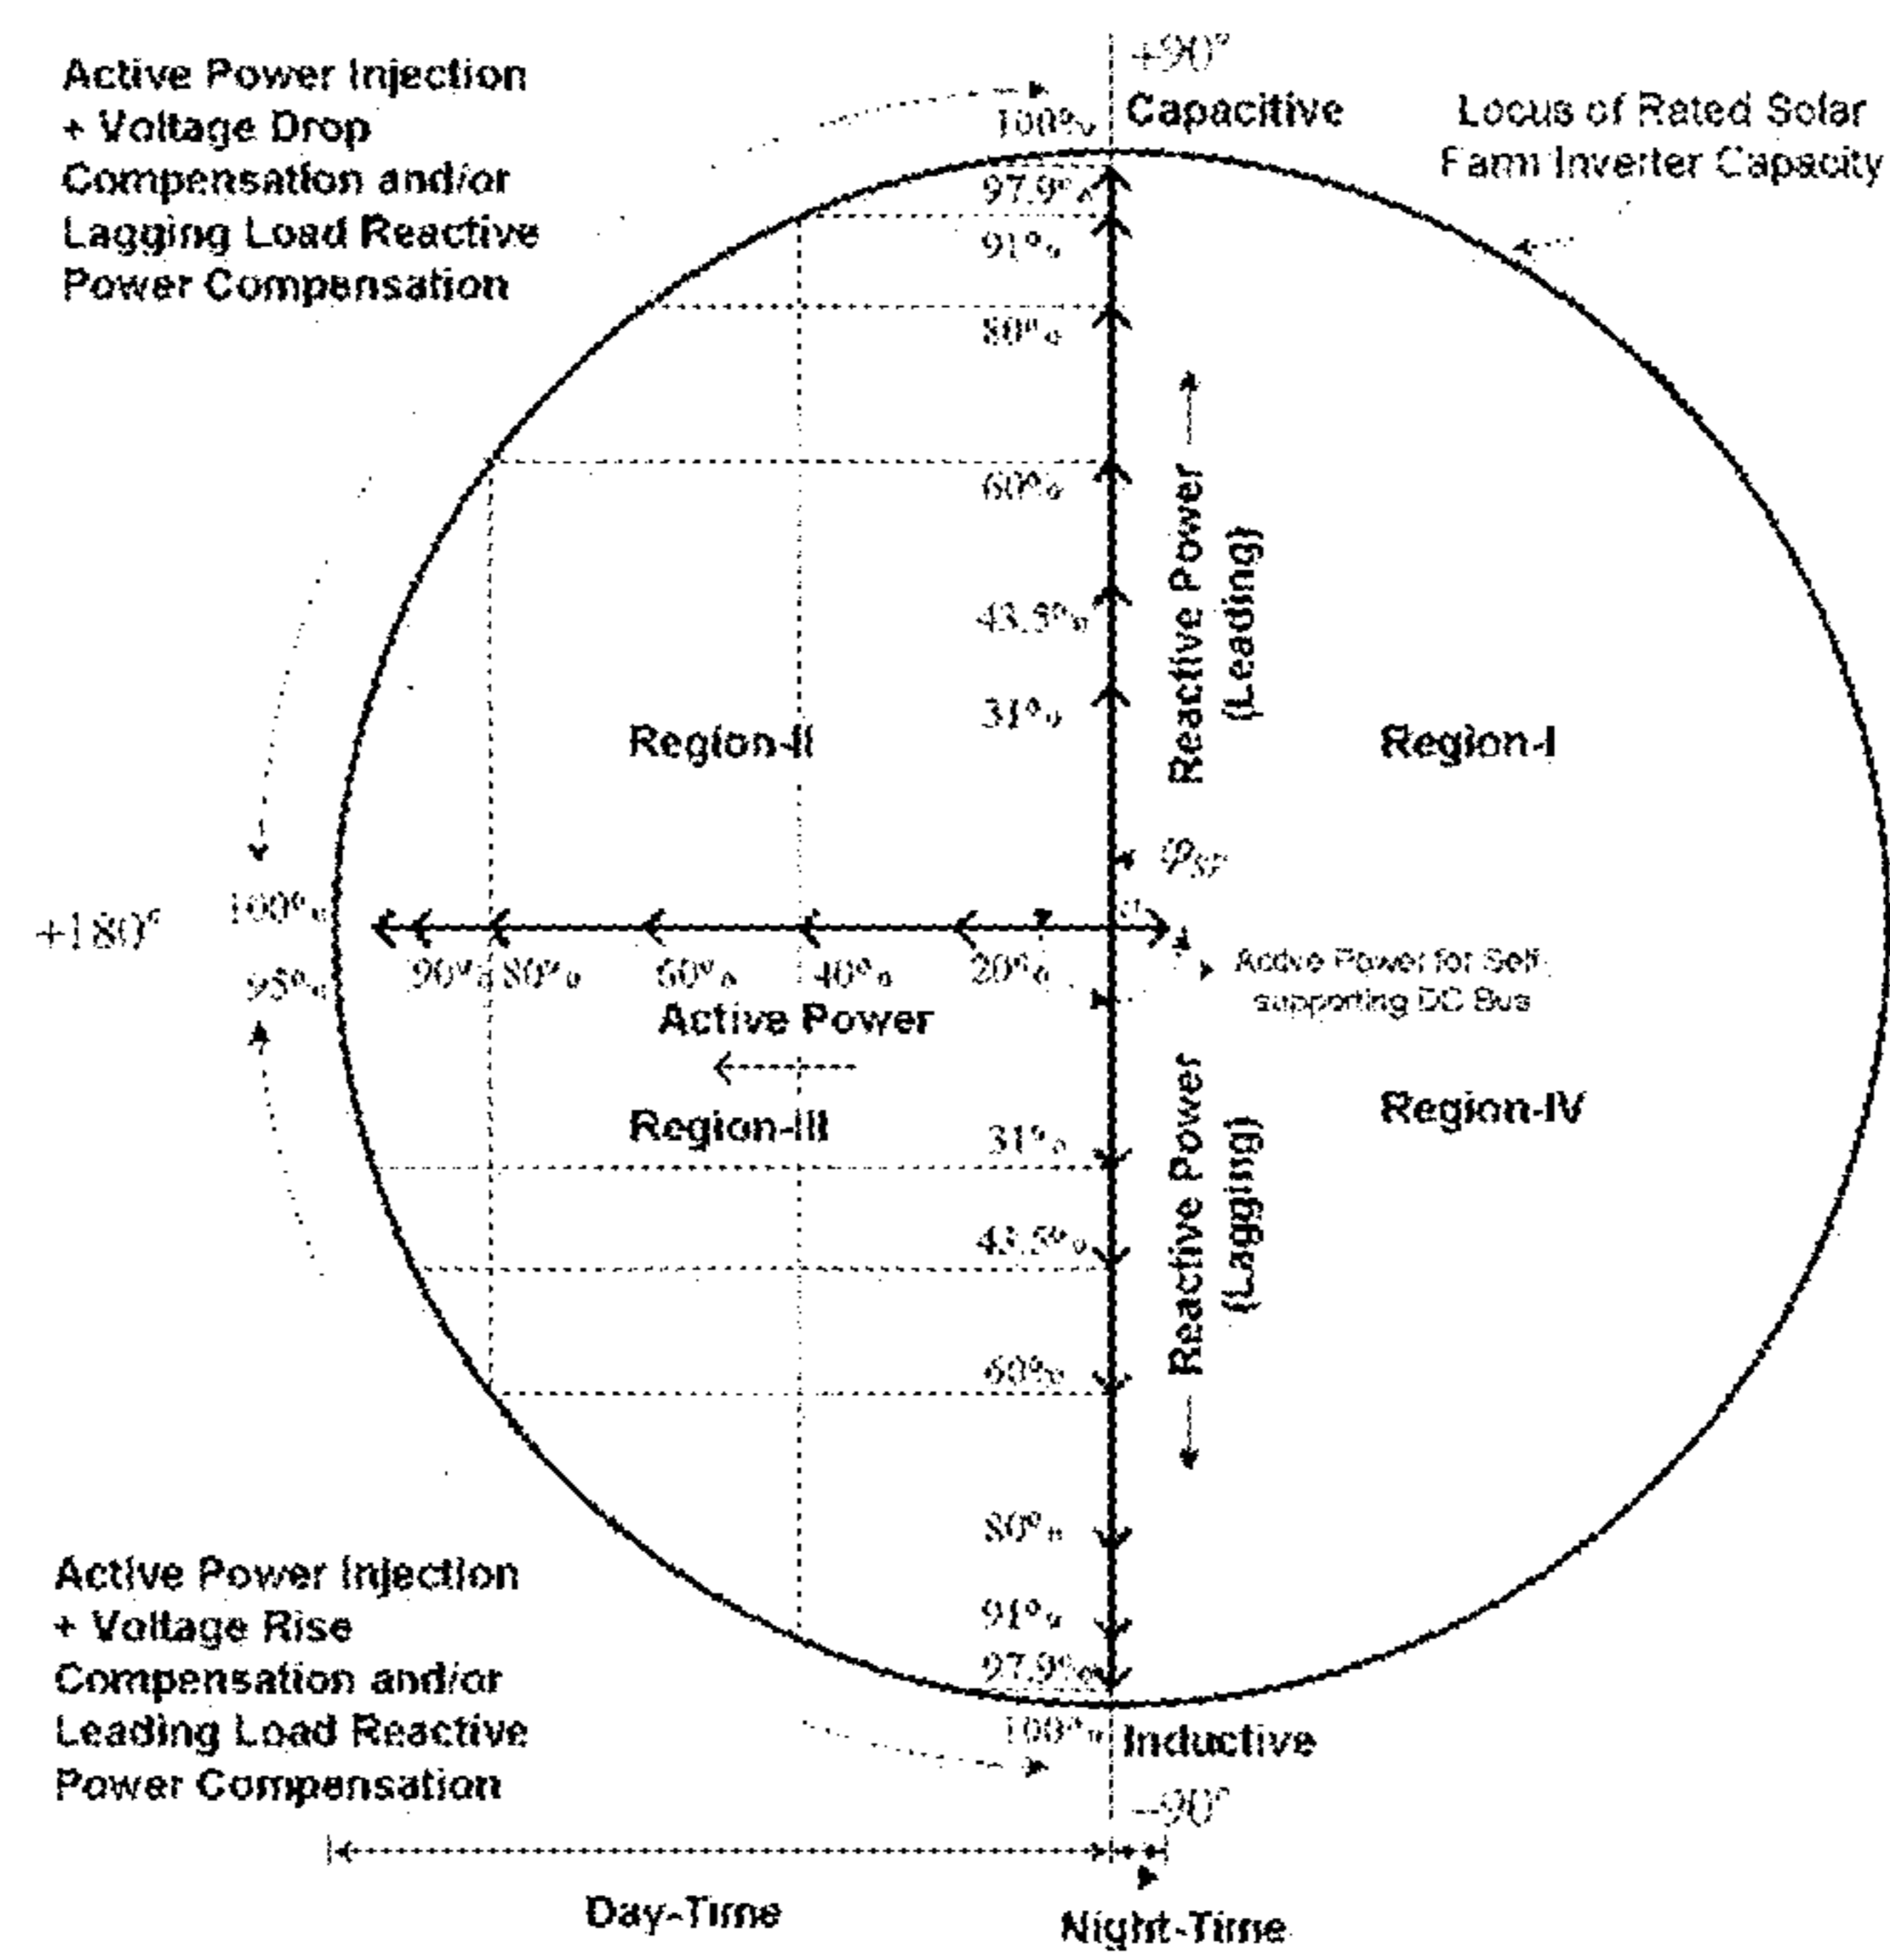 +90°
Active Power Injection
+ Voltage Drop
Compensation and/or
Lagging Load Reactive
Power Compensation
100%
Capacitive
Locus of Rated Solar
Farm Inverter Capacity
97.9%
91%
80%
60%
43.5%
31%
Reactive Power
(Leading)
Region-II
Region-I
φSF
0°
+180°
100%
95%
90%
80%
60%
40%
20%
Active Power for Self-
supporting DC Bus
Active Power
Region-III
Region-IV
31%
43.5%
60%
80%
91%
97.9%
100%
Reactive Power
(Lagging)
Inductive
-90°
Active Power Injection
+ Voltage Rise
Compensation and/or
Leading Load Reactive
Power Compensation
Day-Time
Night-Time